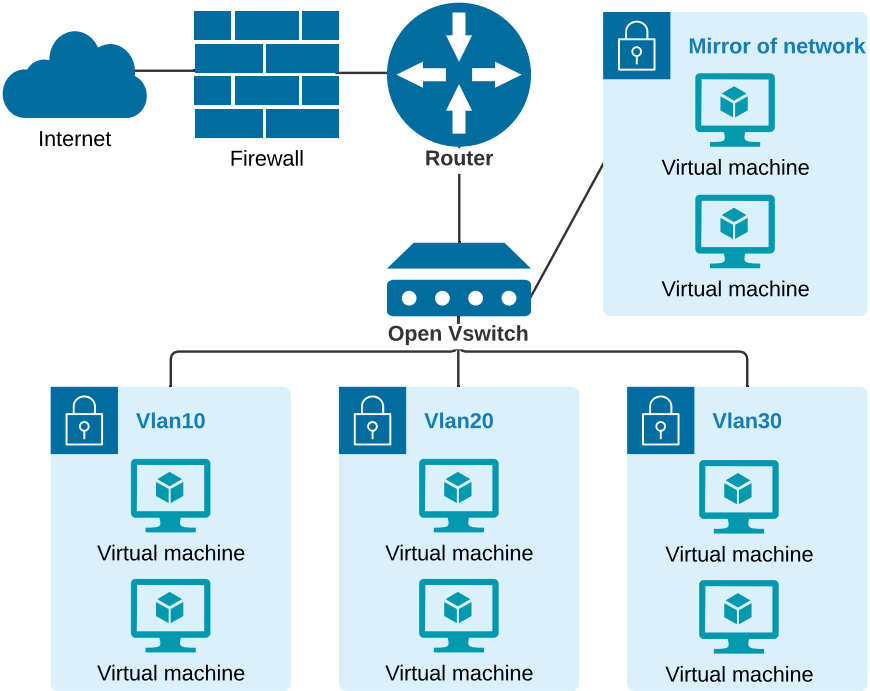 Internet
Firewall
Router
Mirror of network
Virtual machine
Virtual machine
Open Vswitch
Vlan10
Virtual machine
Virtual machine
Vlan20
Virtual machine
Virtual machine
Vlan30
Virtual machine
Virtual machine